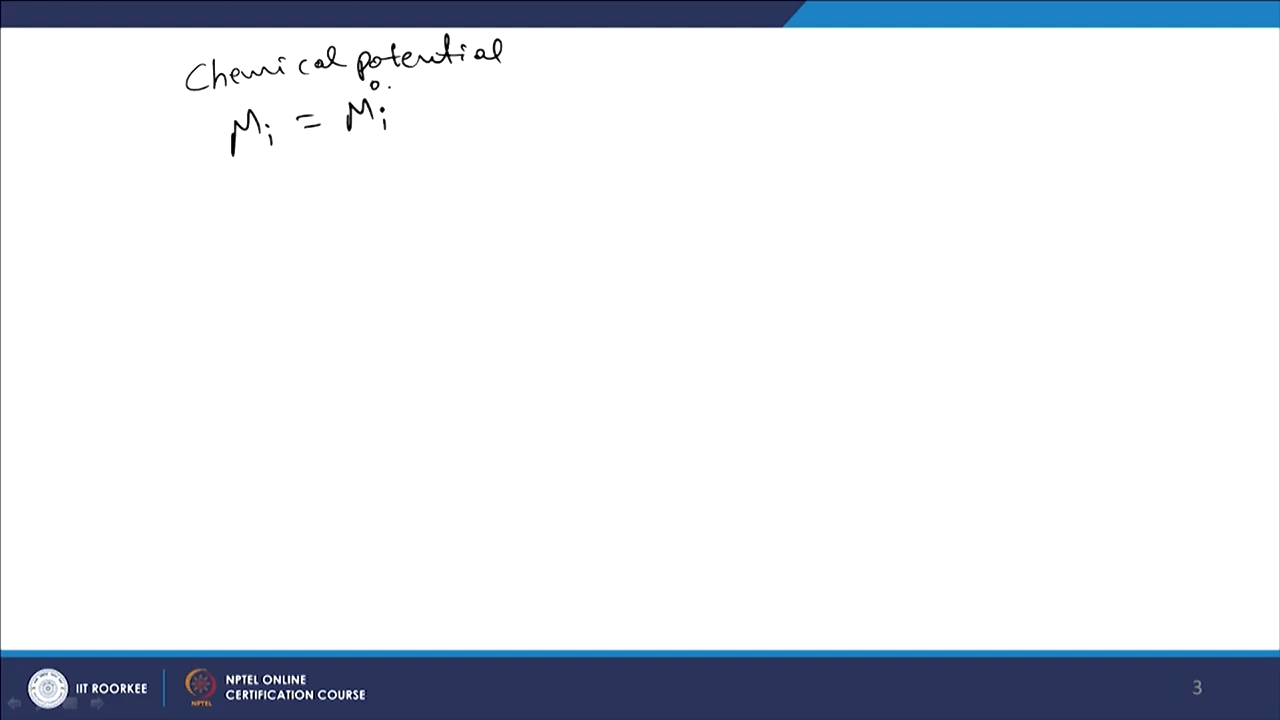 Chemical potential
μi = μi°
IIT ROORKEE
NPTEL ONLINE
CERTIFICATION COURSE
3